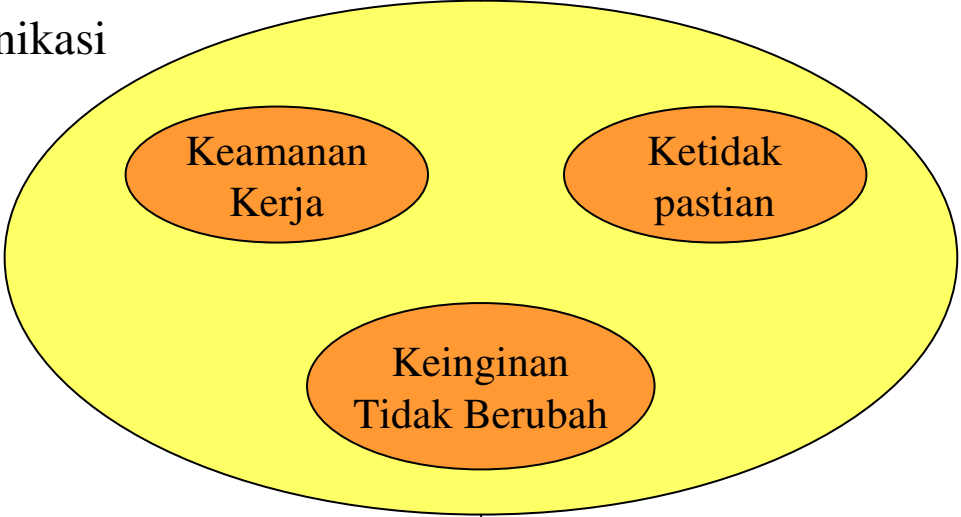 nikasi
Keamanan
Kerja
Ketidak
pastian
Keinginan
Tidak Berubah